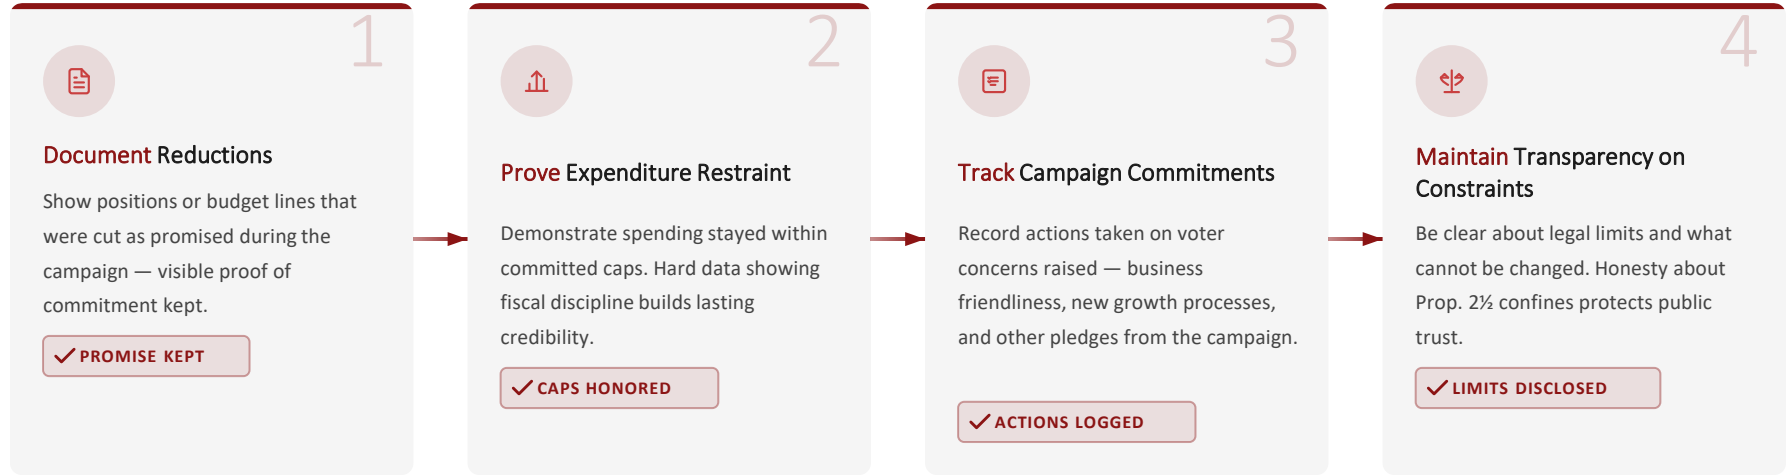 1
Document Reductions
Show positions or budget lines that
were cut as promised during the
campaign — visible proof of
commitment kept.
PROMISE KEPT
2
Prove Expenditure Restraint
Demonstrate spending stayed within
committed caps. Hard data showing
fiscal discipline builds lasting
credibility.
CAPS HONORED
3
Track Campaign Commitments
Record actions taken on voter
concerns raised — business
friendliness, new growth processes,
and other pledges from the campaign.
ACTIONS LOGGED
4
Maintain Transparency on
Constraints
Be clear about legal limits and what
cannot be changed. Honesty about
Prop. 2½ confines protects public
trust.
LIMITS DISCLOSED